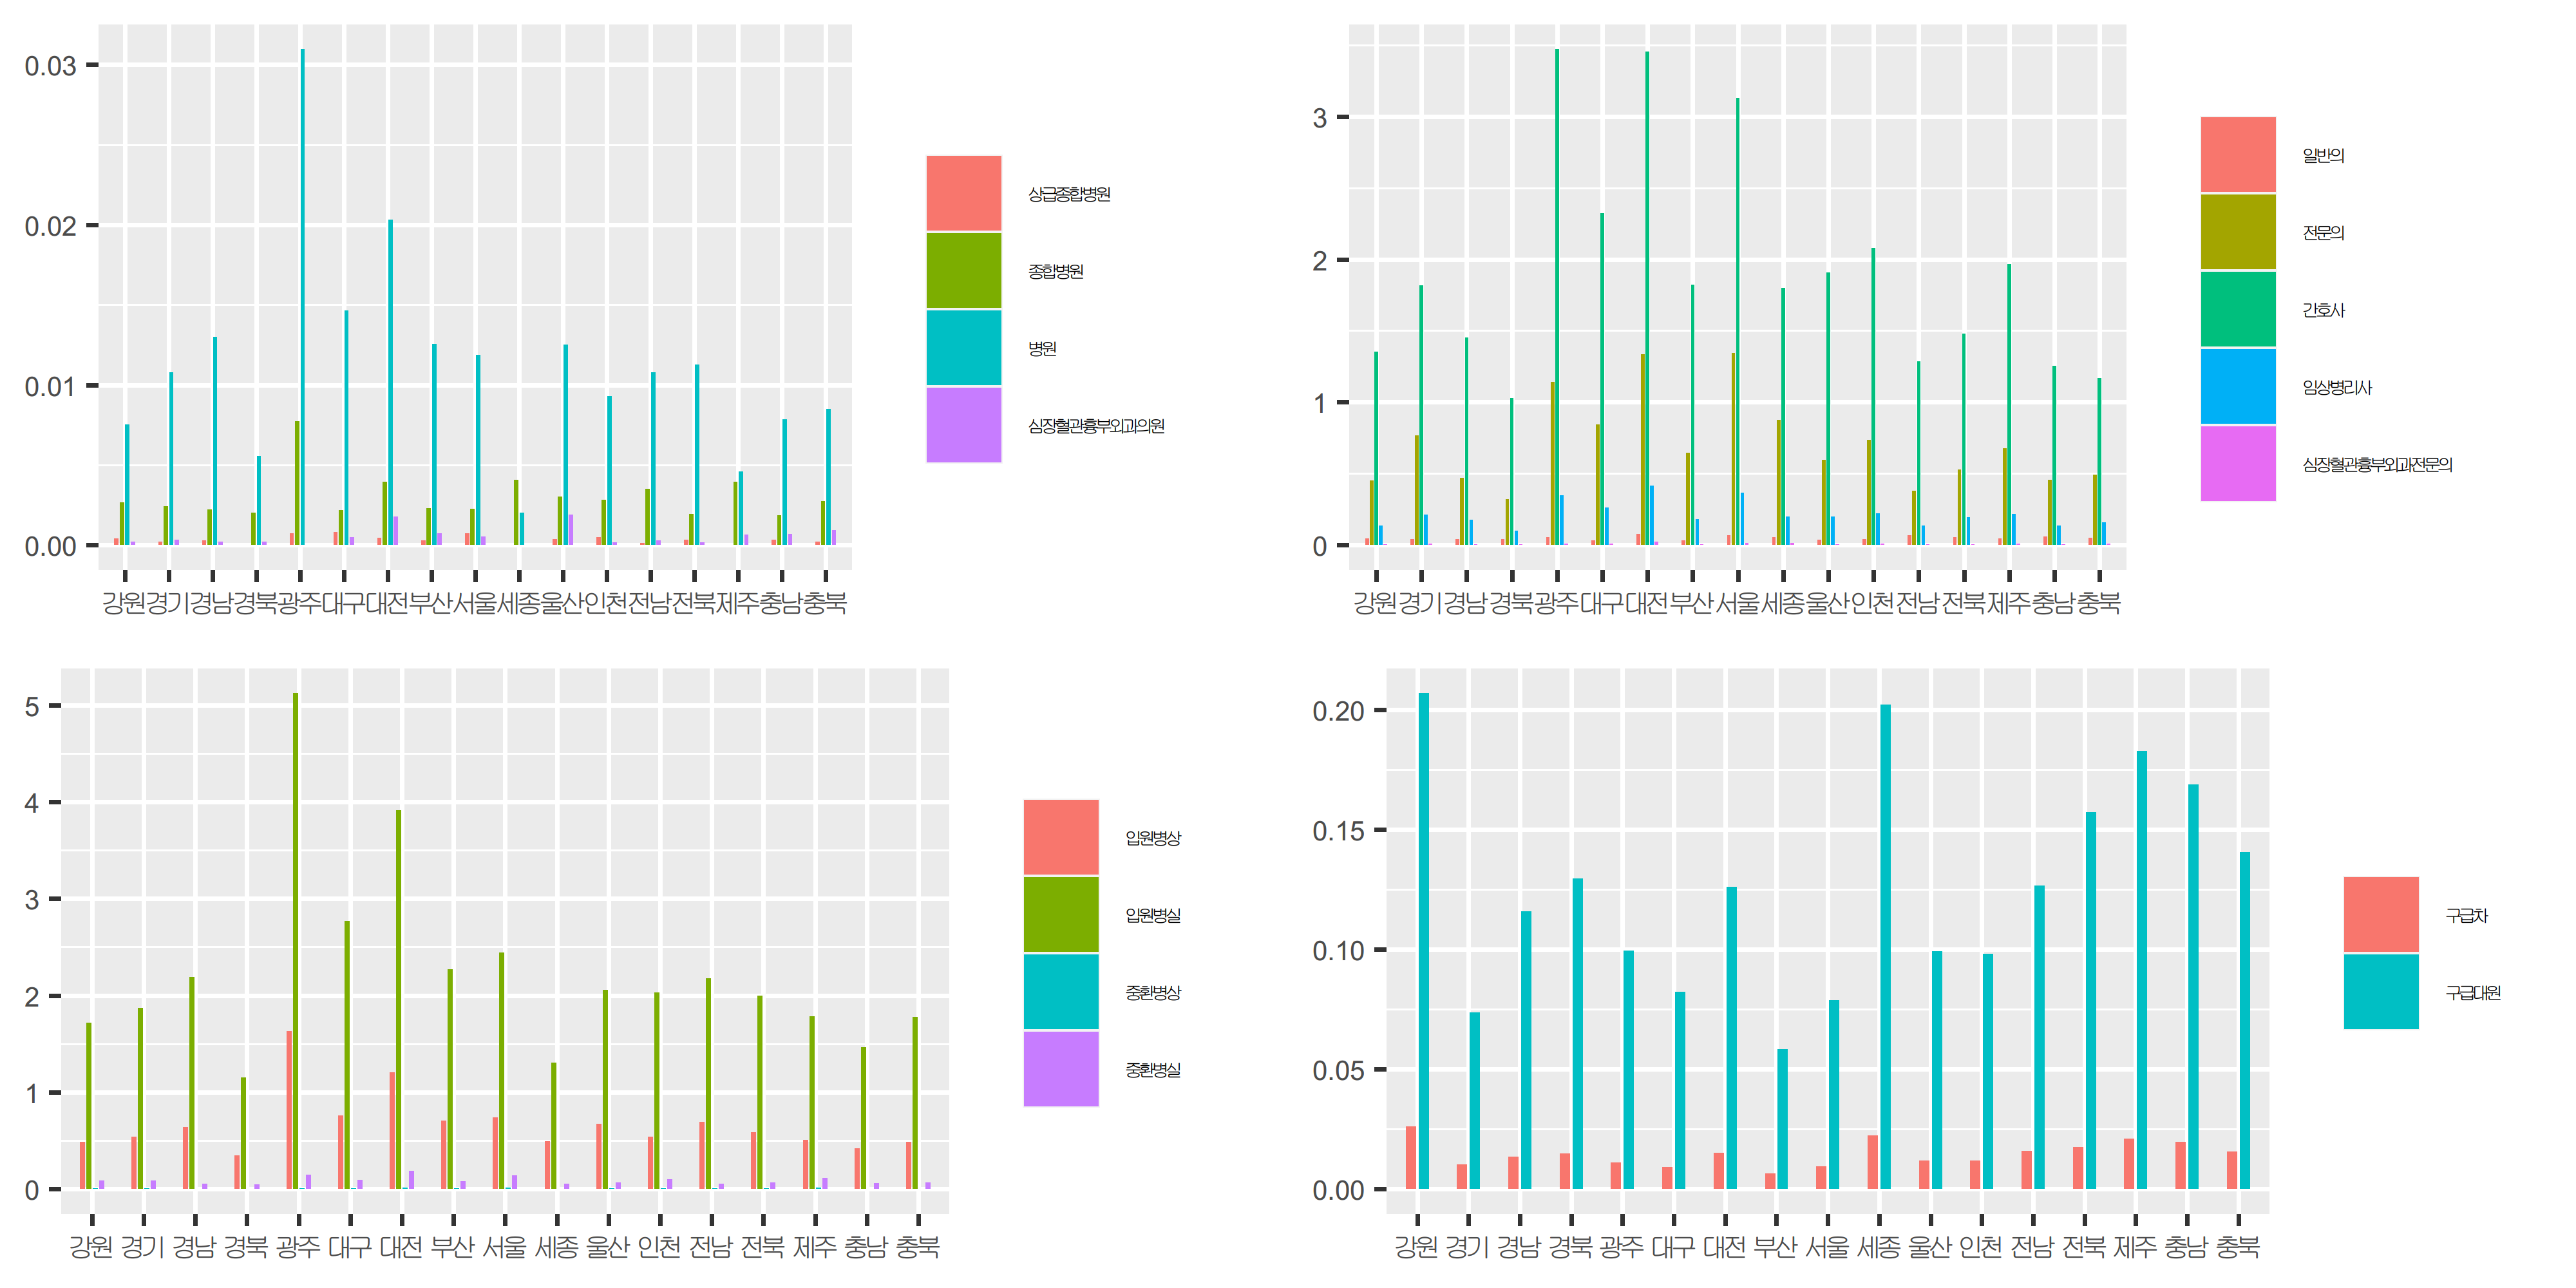 0.03
0.02
0.01
0.00
강원 경기 경남 경북 광주 대구 대전 부산 서울 세종 울산 인천 전남 전북 제주 충남 충북
상급종합병원
종합병원
병원
심장혈관흉부외과의원
3
2
1
0
강원 경기 경남 경북 광주 대구 대전 부산 서울 세종 울산 인천 전남 전북 제주 충남 충북
일반의
전문의
간호사
임상병리사
심장혈관흉부외과전문의
5
4
3
2
1
0
강원 경기 경남 경북 광주 대구 대전 부산 서울 세종 울산 인천 전남 전북 제주 충남 충북
입원병상
입원병실
중환병상
중환병실
0.20
0.15
0.10
0.05
0.00
강원 경기 경남 경북 광주 대구 대전 부산 서울 세종 울산 인천 전남 전북 제주 충남 충북
구급차
구급대원